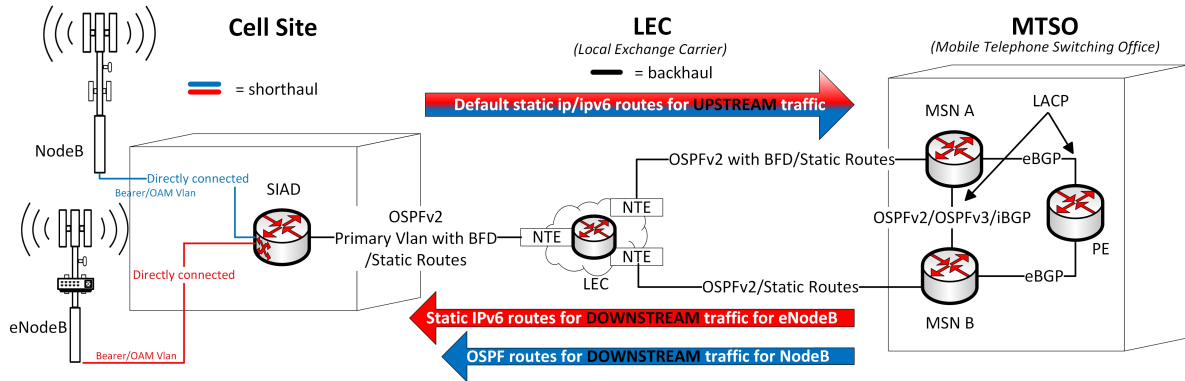 Cell Site
LEC
(Local Exchange Carrier)
MTSO
(Mobile Telephone Switching Office)
= shorthaul
= backhaul
Default static ip/ipv6 routes for UPSTREAM traffic
LACP
MSN A
NodeB
Directly connected
Bearer/OAM Vlan
SIAD
OSPFv2 with BFD/Static Routes
eBGP
NTE
OSPFv2
Primary Vlan with BFD
/Static Routes
NTE
OSPFv2/OSPFv3/iBGP
PE
NTE
LEC
Directly connected
OSPFv2/Static Routes
eBGP
MSN B
eNodeB
Bearer/OAM Vlan
Static IPv6 routes for DOWNSTREAM traffic for eNodeB
OSPF routes for DOWNSTREAM traffic for NodeB